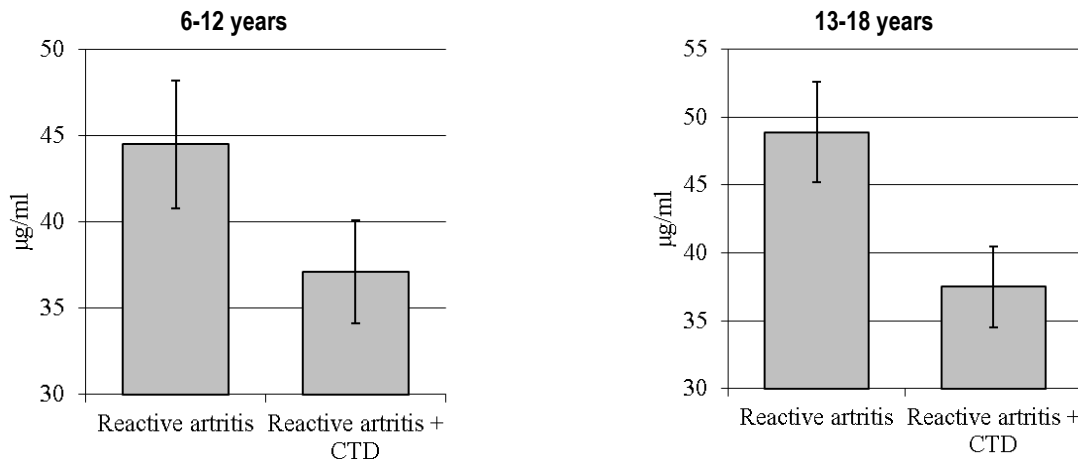 6-12 years
50
45
40
35
30
µg/ml
Reactive artritis
Reactive artritis +
CTD
13-18 years
55
50
45
40
35
30
µg/ml
Reactive artritis
Reactive artritis +
CTD